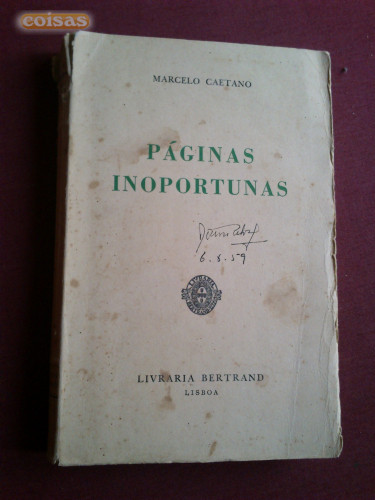 coisas
MARCELO CAETANO
PÁGINAS
INOPORTUNAS
6.8.59
LIVRARIA BERTRAND
LISBOA